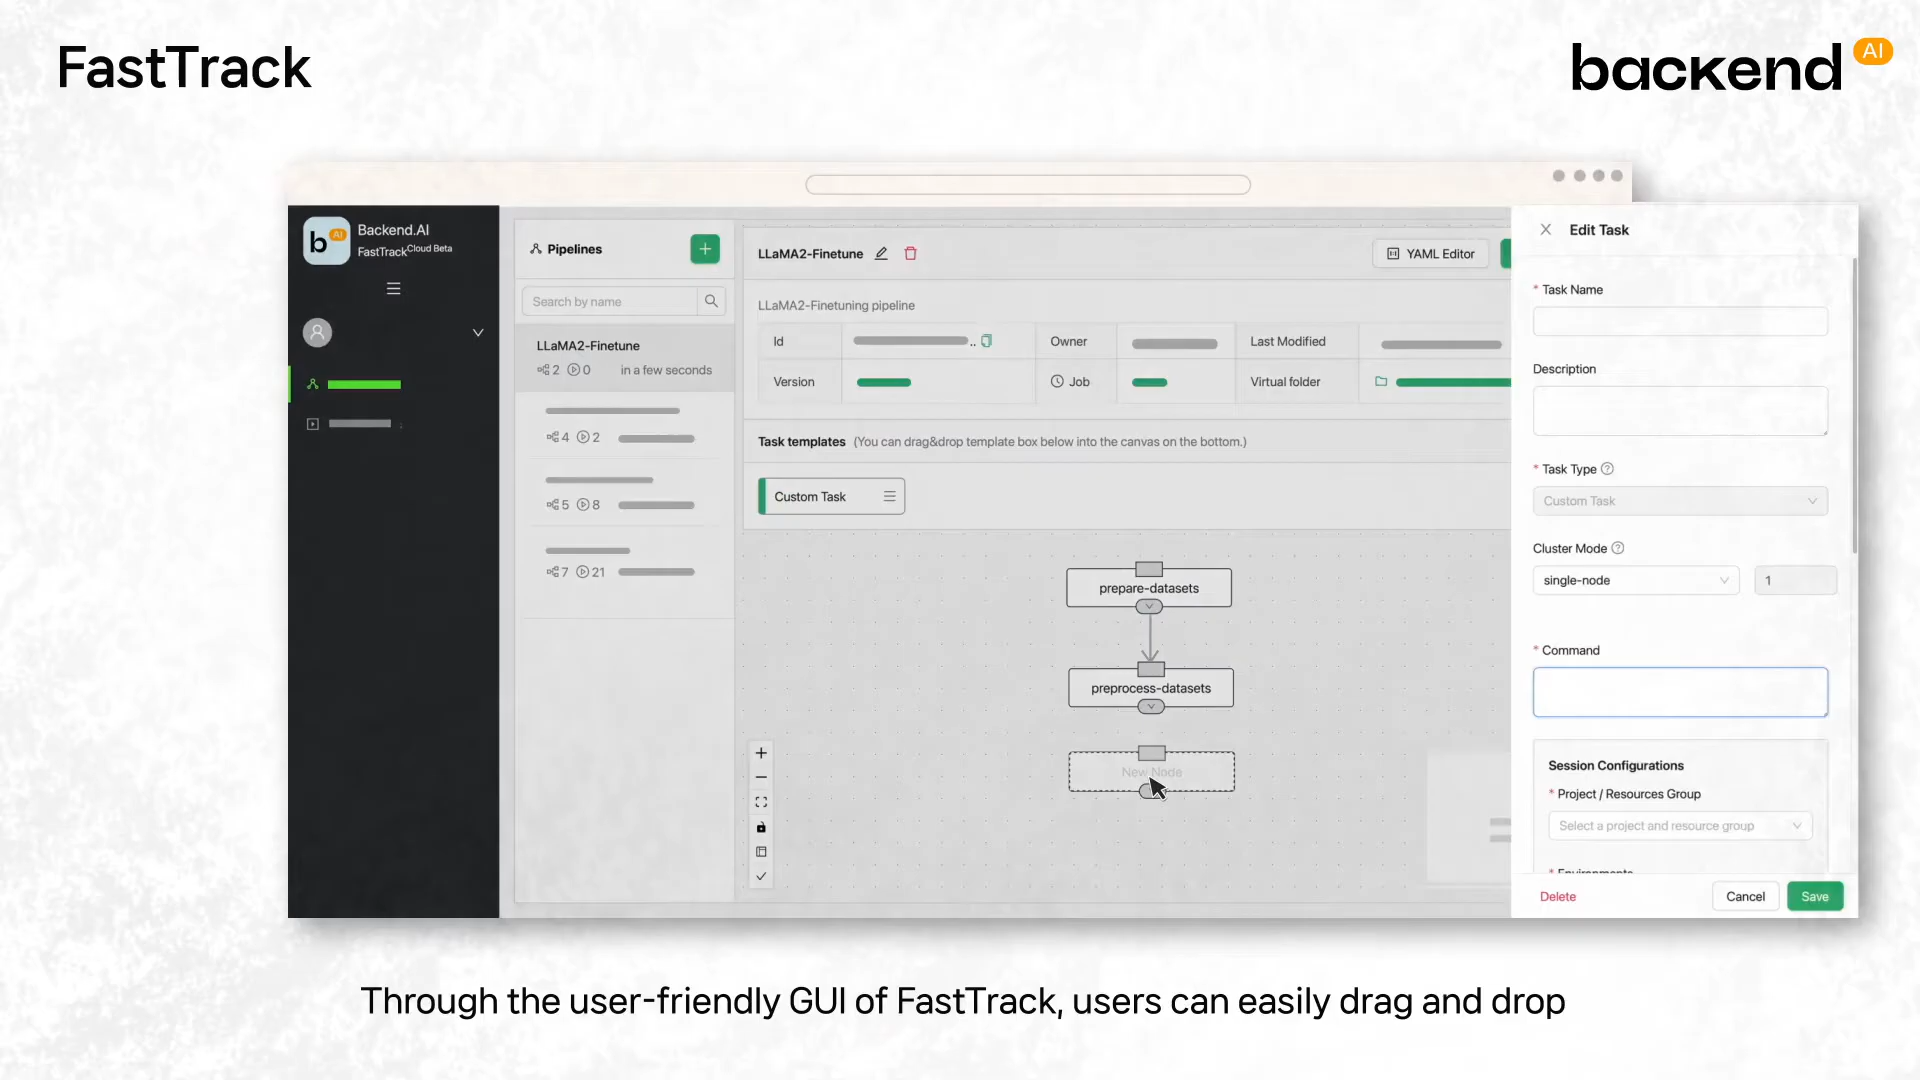 FastTrack
backend AI
b AI
Backend.AI
FastTrack Cloud Beta
Pipelines
Search by name
LLaMA2-Finetune
2 0 in a few seconds
4 2
5 8
7 21
LLaMA2-Finetune
YAML Editor
LLaMA2-Finetuning pipeline
Id .. Owner Last Modified
Version Job Virtual folder
Task templates (You can drag&drop template box below into the canvas on the bottom.)
Custom Task
prepare-datasets
preprocess-datasets
New Node
Edit Task
* Task Name
Description
* Task Type
Custom Task
Cluster Mode
single-node 1
* Command
Session Configurations
* Project / Resources Group
Select a project and resource group
* Environments
Delete Cancel Save
Through the user-friendly GUI of FastTrack, users can easily drag and drop